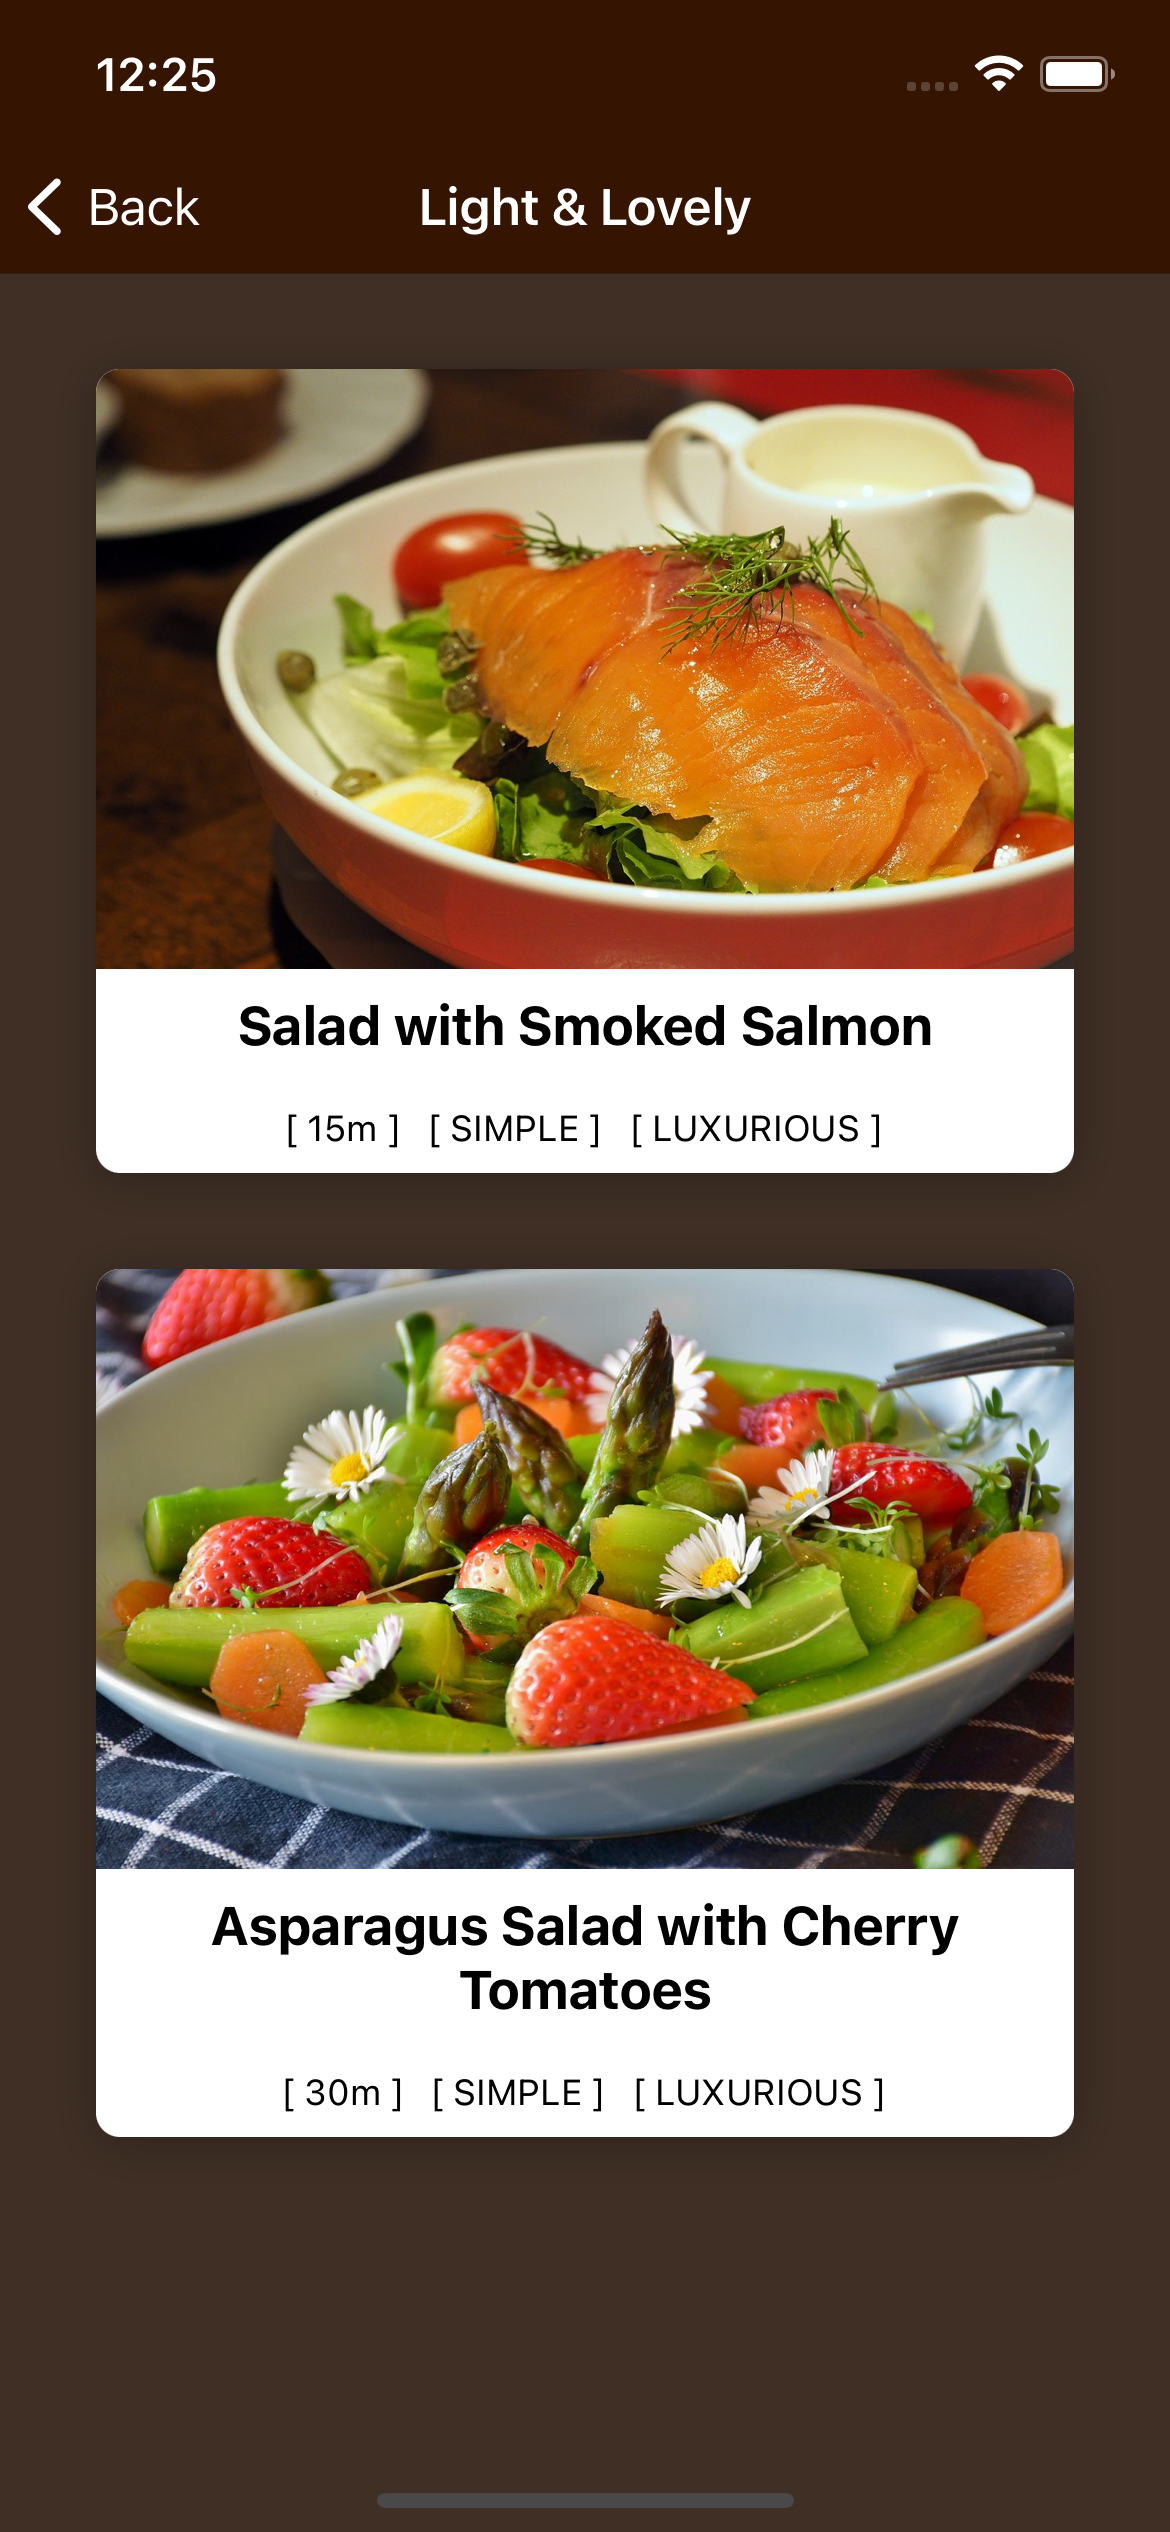 12:25
Back
Light & Lovely
Salad with Smoked Salmon
[ 15m ] [ SIMPLE ] [ LUXURIOUS ]
Asparagus Salad with Cherry
Tomatoes
[ 30m ] [ SIMPLE ] [ LUXURIOUS ]